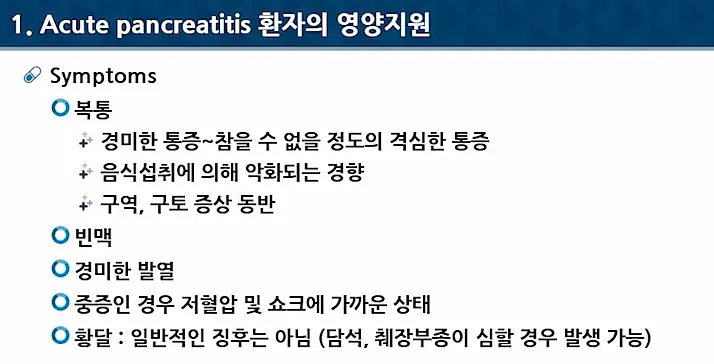 1. Acute pancreatitis 환자의 영양지원
Symptoms
복통
경미한 통증~참을 수 없을 정도의 격심한 통증
음식섭취에 의해 악화되는 경향
구역, 구토 증상 동반
빈맥
경미한 발열
중증인 경우 저혈압 및 쇼크에 가까운 상태
황달 : 일반적인 징후는 아님 (담석, 췌장부종이 심할 경우 발생 가능)